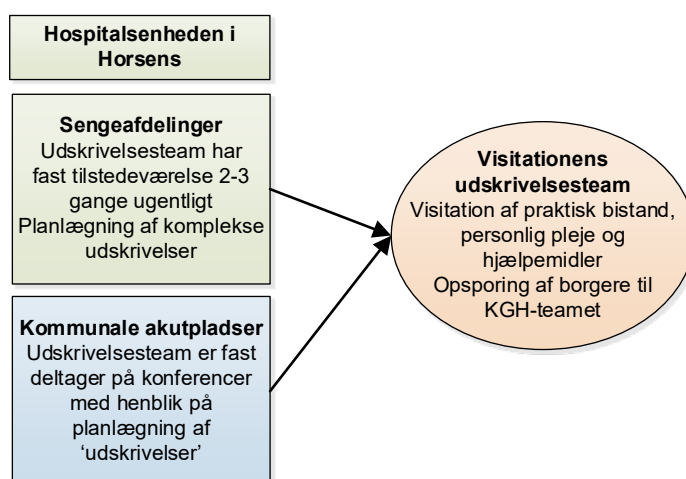 Hospitalsenheden i
Horsens
Sengeafdelinger
Udskrivelsesteam har
fast tilstedeværelse 2-3
gange ugentligt
Planlægning af komplekse
udskrivelser
Kommunale akutpladser
Udskrivelsesteam er fast
deltager på konferencer
med henblik på
planlægning af
‘udskrivelser’
Visitationens
udskrivelsesteam
Visitation af praktisk bistand,
personlig pleje og
hjælpemidler
Opsporing af borgere til
KGH-teamet